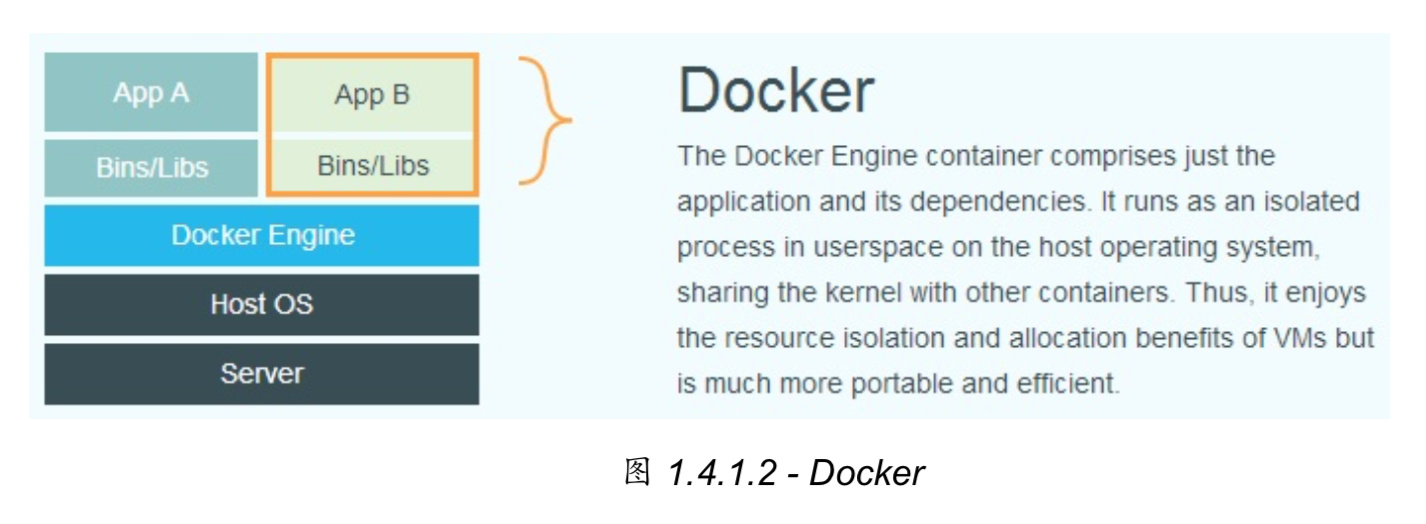 App A
App B
Bins/Libs
Bins/Libs
Docker Engine
Host OS
Server
Docker
The Docker Engine container comprises just the
application and its dependencies. It runs as an isolated
process in userspace on the host operating system,
sharing the kernel with other containers. Thus, it enjoys
the resource isolation and allocation benefits of VMs but
is much more portable and efficient.
图 1.4.1.2 - Docker